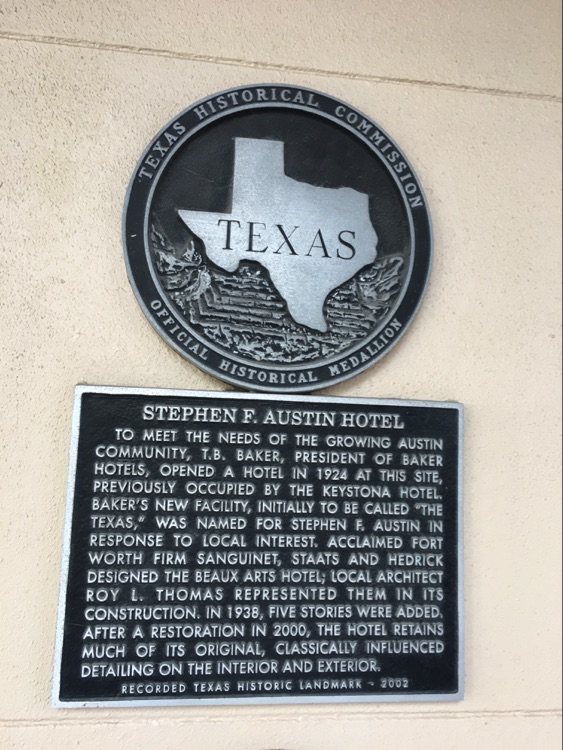 TEXAS HISTORICAL COMMISSION
TEXAS
OFFICIAL HISTORICAL MEDALLION
STEPHEN F. AUSTIN HOTEL
TO MEET THE NEEDS OF THE GROWING AUSTIN
COMMUNITY, T.B. BAKER, PRESIDENT OF BAKER
HOTELS, OPENED A HOTEL IN 1924 AT THIS SITE,
PREVIOUSLY OCCUPIED BY THE KEYSTONA HOTEL.
BAKER'S NEW FACILITY, INITIALLY TO BE CALLED "THE
TEXAS," WAS NAMED FOR STEPHEN F. AUSTIN IN
RESPONSE TO LOCAL INTEREST. ACCLAIMED FORT
WORTH FIRM SANGUINET, STAATS AND HEDRICK
DESIGNED THE BEAUX ARTS HOTEL; LOCAL ARCHITECT
ROY L. THOMAS REPRESENTED THEM IN ITS
CONSTRUCTION. IN 1938, FIVE STORIES WERE ADDED.
AFTER A RESTORATION IN 2000, THE HOTEL RETAINS
MUCH OF ITS ORIGINAL, CLASSICALLY INFLUENCED
DETAILING ON THE INTERIOR AND EXTERIOR.
RECORDED TEXAS HISTORIC LANDMARK - 2002